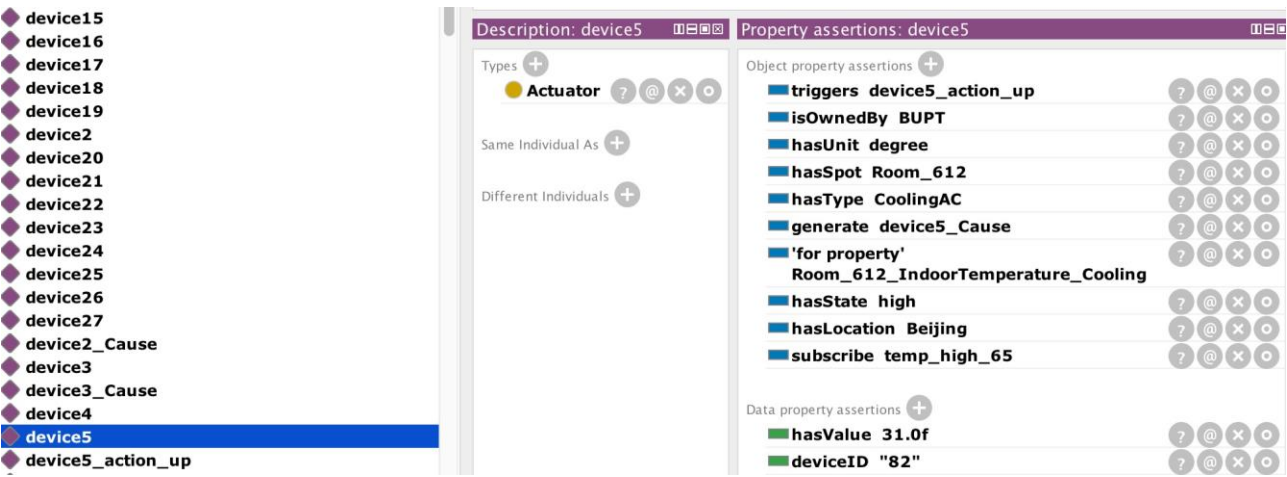 device15
device16
device17
device18
device19
device2
device20
device21
device22
device23
device24
device25
device26
device27
device2_Cause
device3
device3_Cause
device4
device5
device5_action_up
Description: device5
Types
Actuator
Same Individual As
Different Individuals
Property assertions: device5
Object property assertions
triggers device5_action_up
isOwnedBy BUPT
hasUnit degree
hasSpot Room_612
hasType CoolingAC
generate device5_Cause
'for property'
Room_612_IndoorTemperature_Cooling
hasState high
hasLocation Beijing
subscribe temp_high_65
Data property assertions
hasValue 31.0f
deviceID "82"